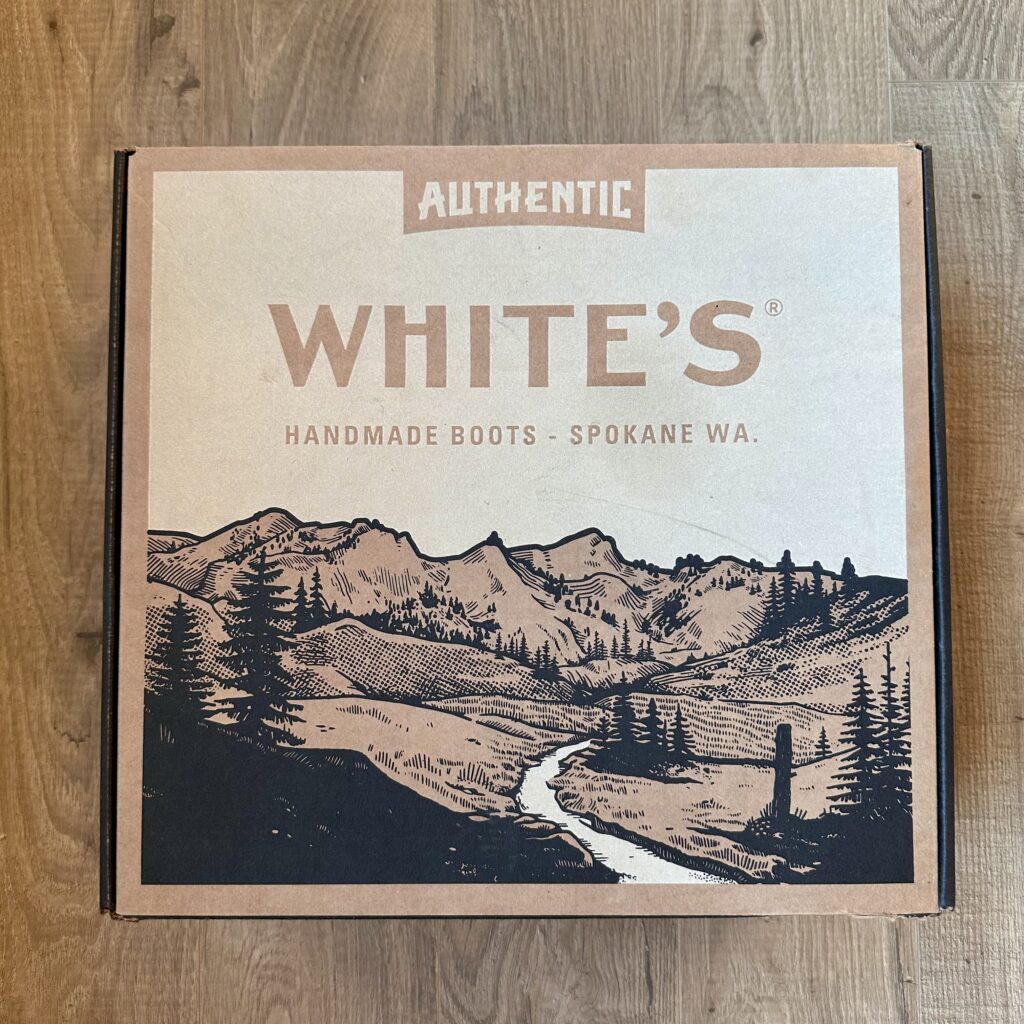 AUTHENTIC
WHITE'S®
HANDMADE BOOTS - SPOKANE WA.